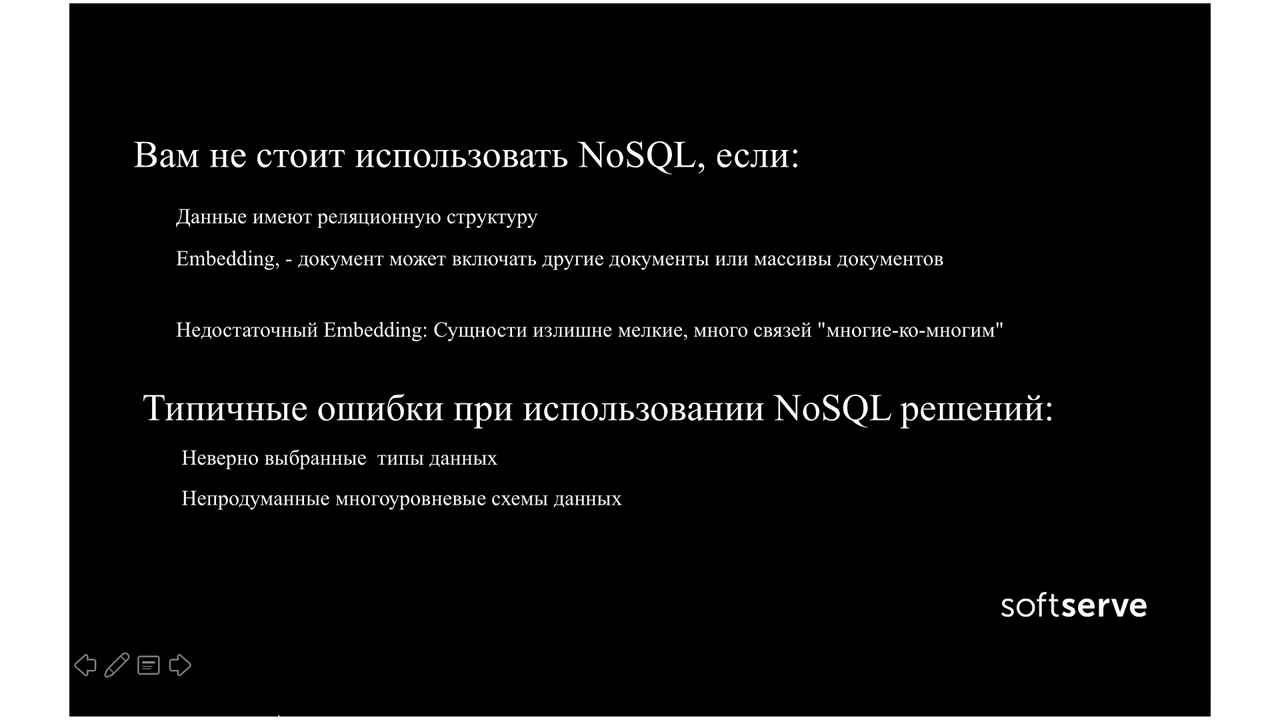 Вам не стоит использовать NoSQL, если:
Данные имеют реляционную структуру
Embedding, - документ может включать другие документы или массивы документов
Недостаточный Embedding: Сущности излишне мелкие, много связей "многие-ко-многим"
Типичные ошибки при использовании NoSQL решений:
Неверно выбранные  типы данных
Непродуманные многоуровневые схемы данных
softserve